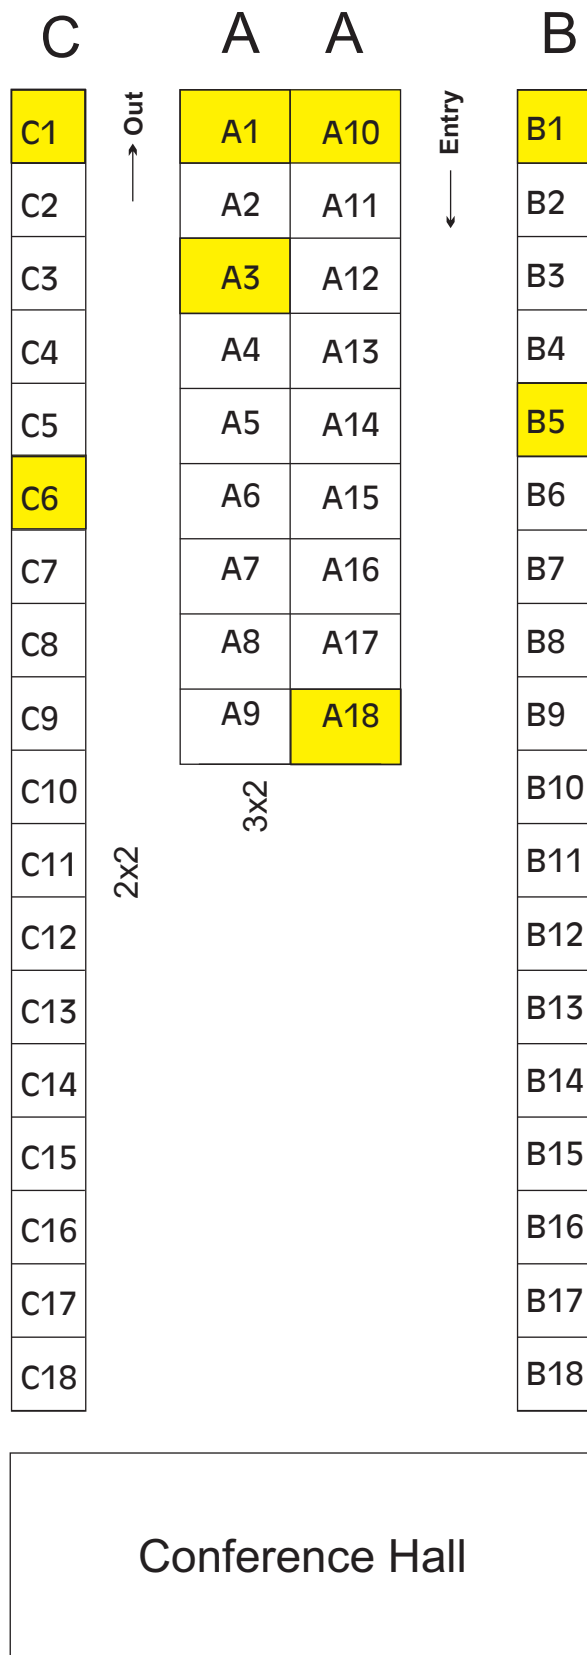 C A A B
C1 Out A1 A10 Entry B1
C2 A2 A11 B2
C3 A3 A12 B3
C4 A4 A13 B4
C5 A5 A14 B5
C6 A6 A15 B6
C7 A7 A16 B7
C8 A8 A17 B8
C9 A9 A18 B9
C10 3x2 B10
C11 2x2 B11
C12 B12
C13 B13
C14 B14
C15 B15
C16 B16
C17 B17
C18 B18
Conference Hall